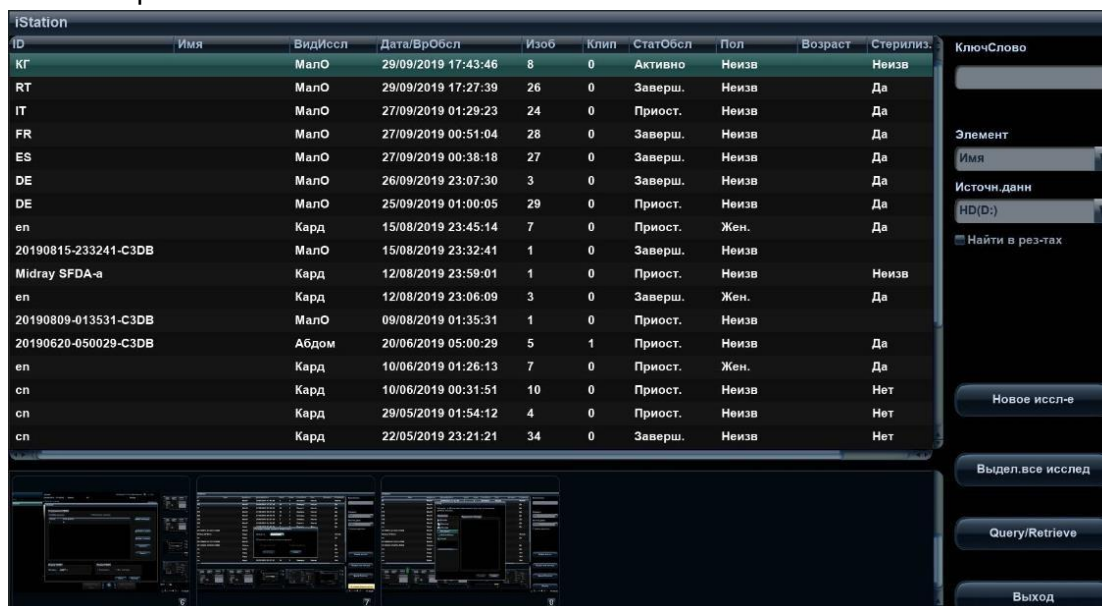 iStation
ID Имя ВидИссл Дата/ВрОбсл Изоб Клип СтатОбсл Пол Возраст Стерилиз.
КГ МалО 29/09/2019 17:43:46 8 0 Активно Неизв Неизв
RT МалО 29/09/2019 17:27:39 26 0 Заверш. Неизв Да
IT МалО 27/09/2019 01:29:23 24 0 Приост. Неизв Да
FR МалО 27/09/2019 00:51:04 28 0 Заверш. Неизв Да
ES МалО 27/09/2019 00:38:18 27 0 Заверш. Неизв Да
DE МалО 26/09/2019 23:07:30 3 0 Заверш. Неизв Да
DE МалО 25/09/2019 01:00:05 29 0 Приост. Неизв Да
en Кард 15/08/2019 23:45:14 7 0 Приост. Жен. Да
20190815-233241-C3DB МалО 15/08/2019 23:32:41 1 0 Заверш. Неизв
Midray SFDA-a Кард 12/08/2019 23:59:01 1 0 Приост. Неизв Неизв
en Кард 12/08/2019 23:06:09 3 0 Заверш. Жен. Да
20190809-013531-C3DB МалО 09/08/2019 01:35:31 1 0 Приост. Неизв
20190620-050029-C3DB Абдом 20/06/2019 05:00:29 5 1 Приост. Неизв Да
en Кард 10/06/2019 01:26:13 7 0 Приост. Жен. Да
cn Кард 10/06/2019 00:31:51 10 0 Приост. Неизв Нет
cn Кард 29/05/2019 01:54:12 4 0 Приост. Неизв Нет
cn Кард 22/05/2019 23:21:21 34 0 Заверш. Неизв Нет
КлючСлово
Элемент
Имя
Источн.данн
HD(D:)
Найти в рез-тах
Новое иссл-е
Выдел.все исслед
Query/Retrieve
Выход
6 7 8